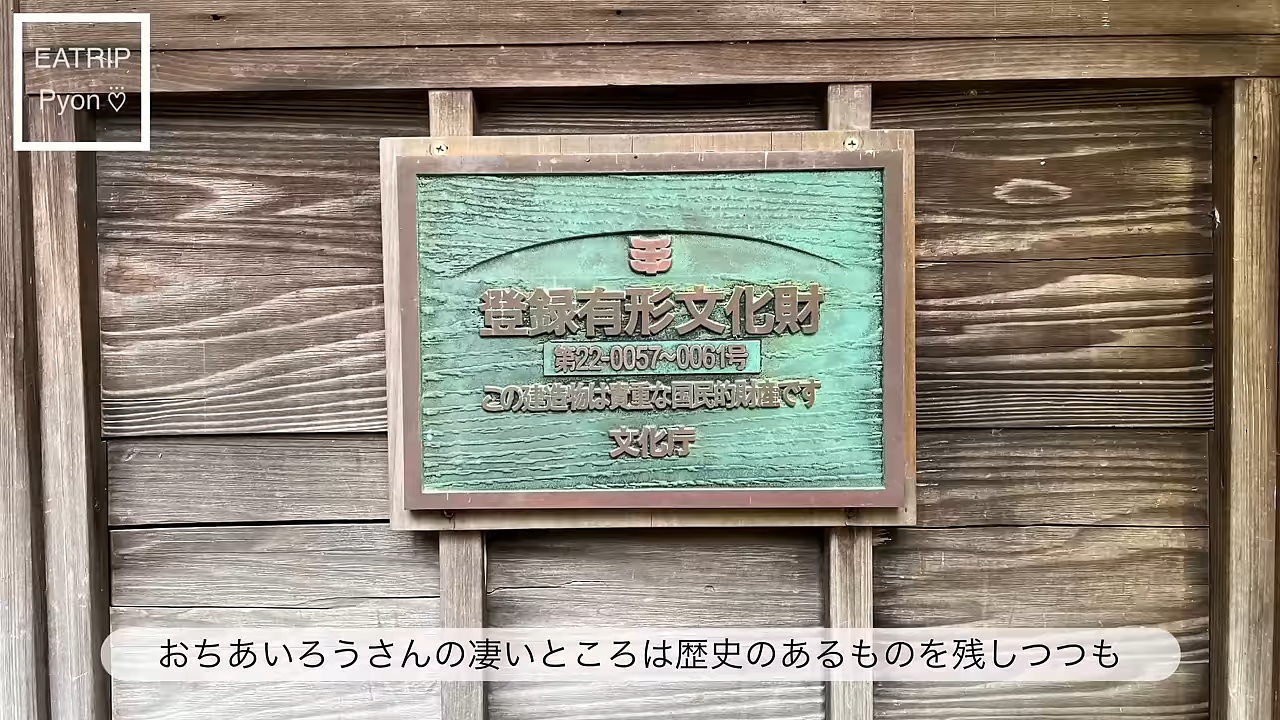 EATRIP
Pyon ♡
登録有形文化財
第22-0057~0061号
この建造物は貴重な国民的財産です
文化庁
おちあいろうさんの凄いところは歴史のあるものを残しつつも